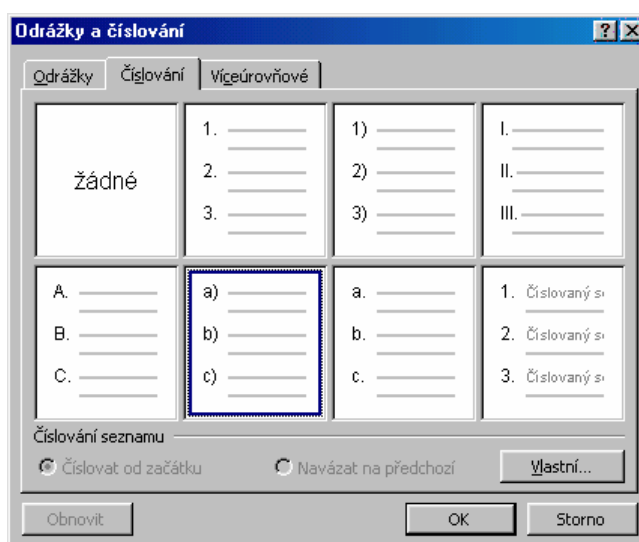 Odrážky a číslování
Odrážky Číslování Víceúrovňové
žádné
1.
2.
3.
1)
2)
3)
I.
II.
III.
A.
B.
C.
a)
b)
c)
a.
b.
c.
1. Číslovaný
2. Číslovaný
3. Číslovaný
Číslování seznamu
Číslovat od začátku Navázat na předchozí Vlastní...
Obnovit OK Storno